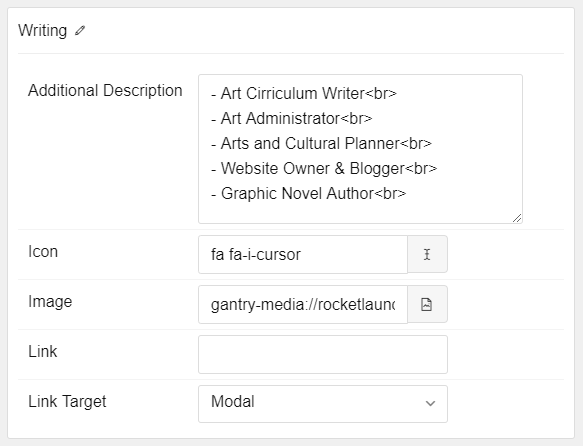 Writing
Additional Description
- Art Cirriculum Writer<br>
- Art Administrator<br>
- Arts and Cultural Planner<br>
- Website Owner & Blogger<br>
- Graphic Novel Author<br>
Icon
fa fa-i-cursor
Image
gantry-media://rocketlaunc
Link
Link Target
Modal